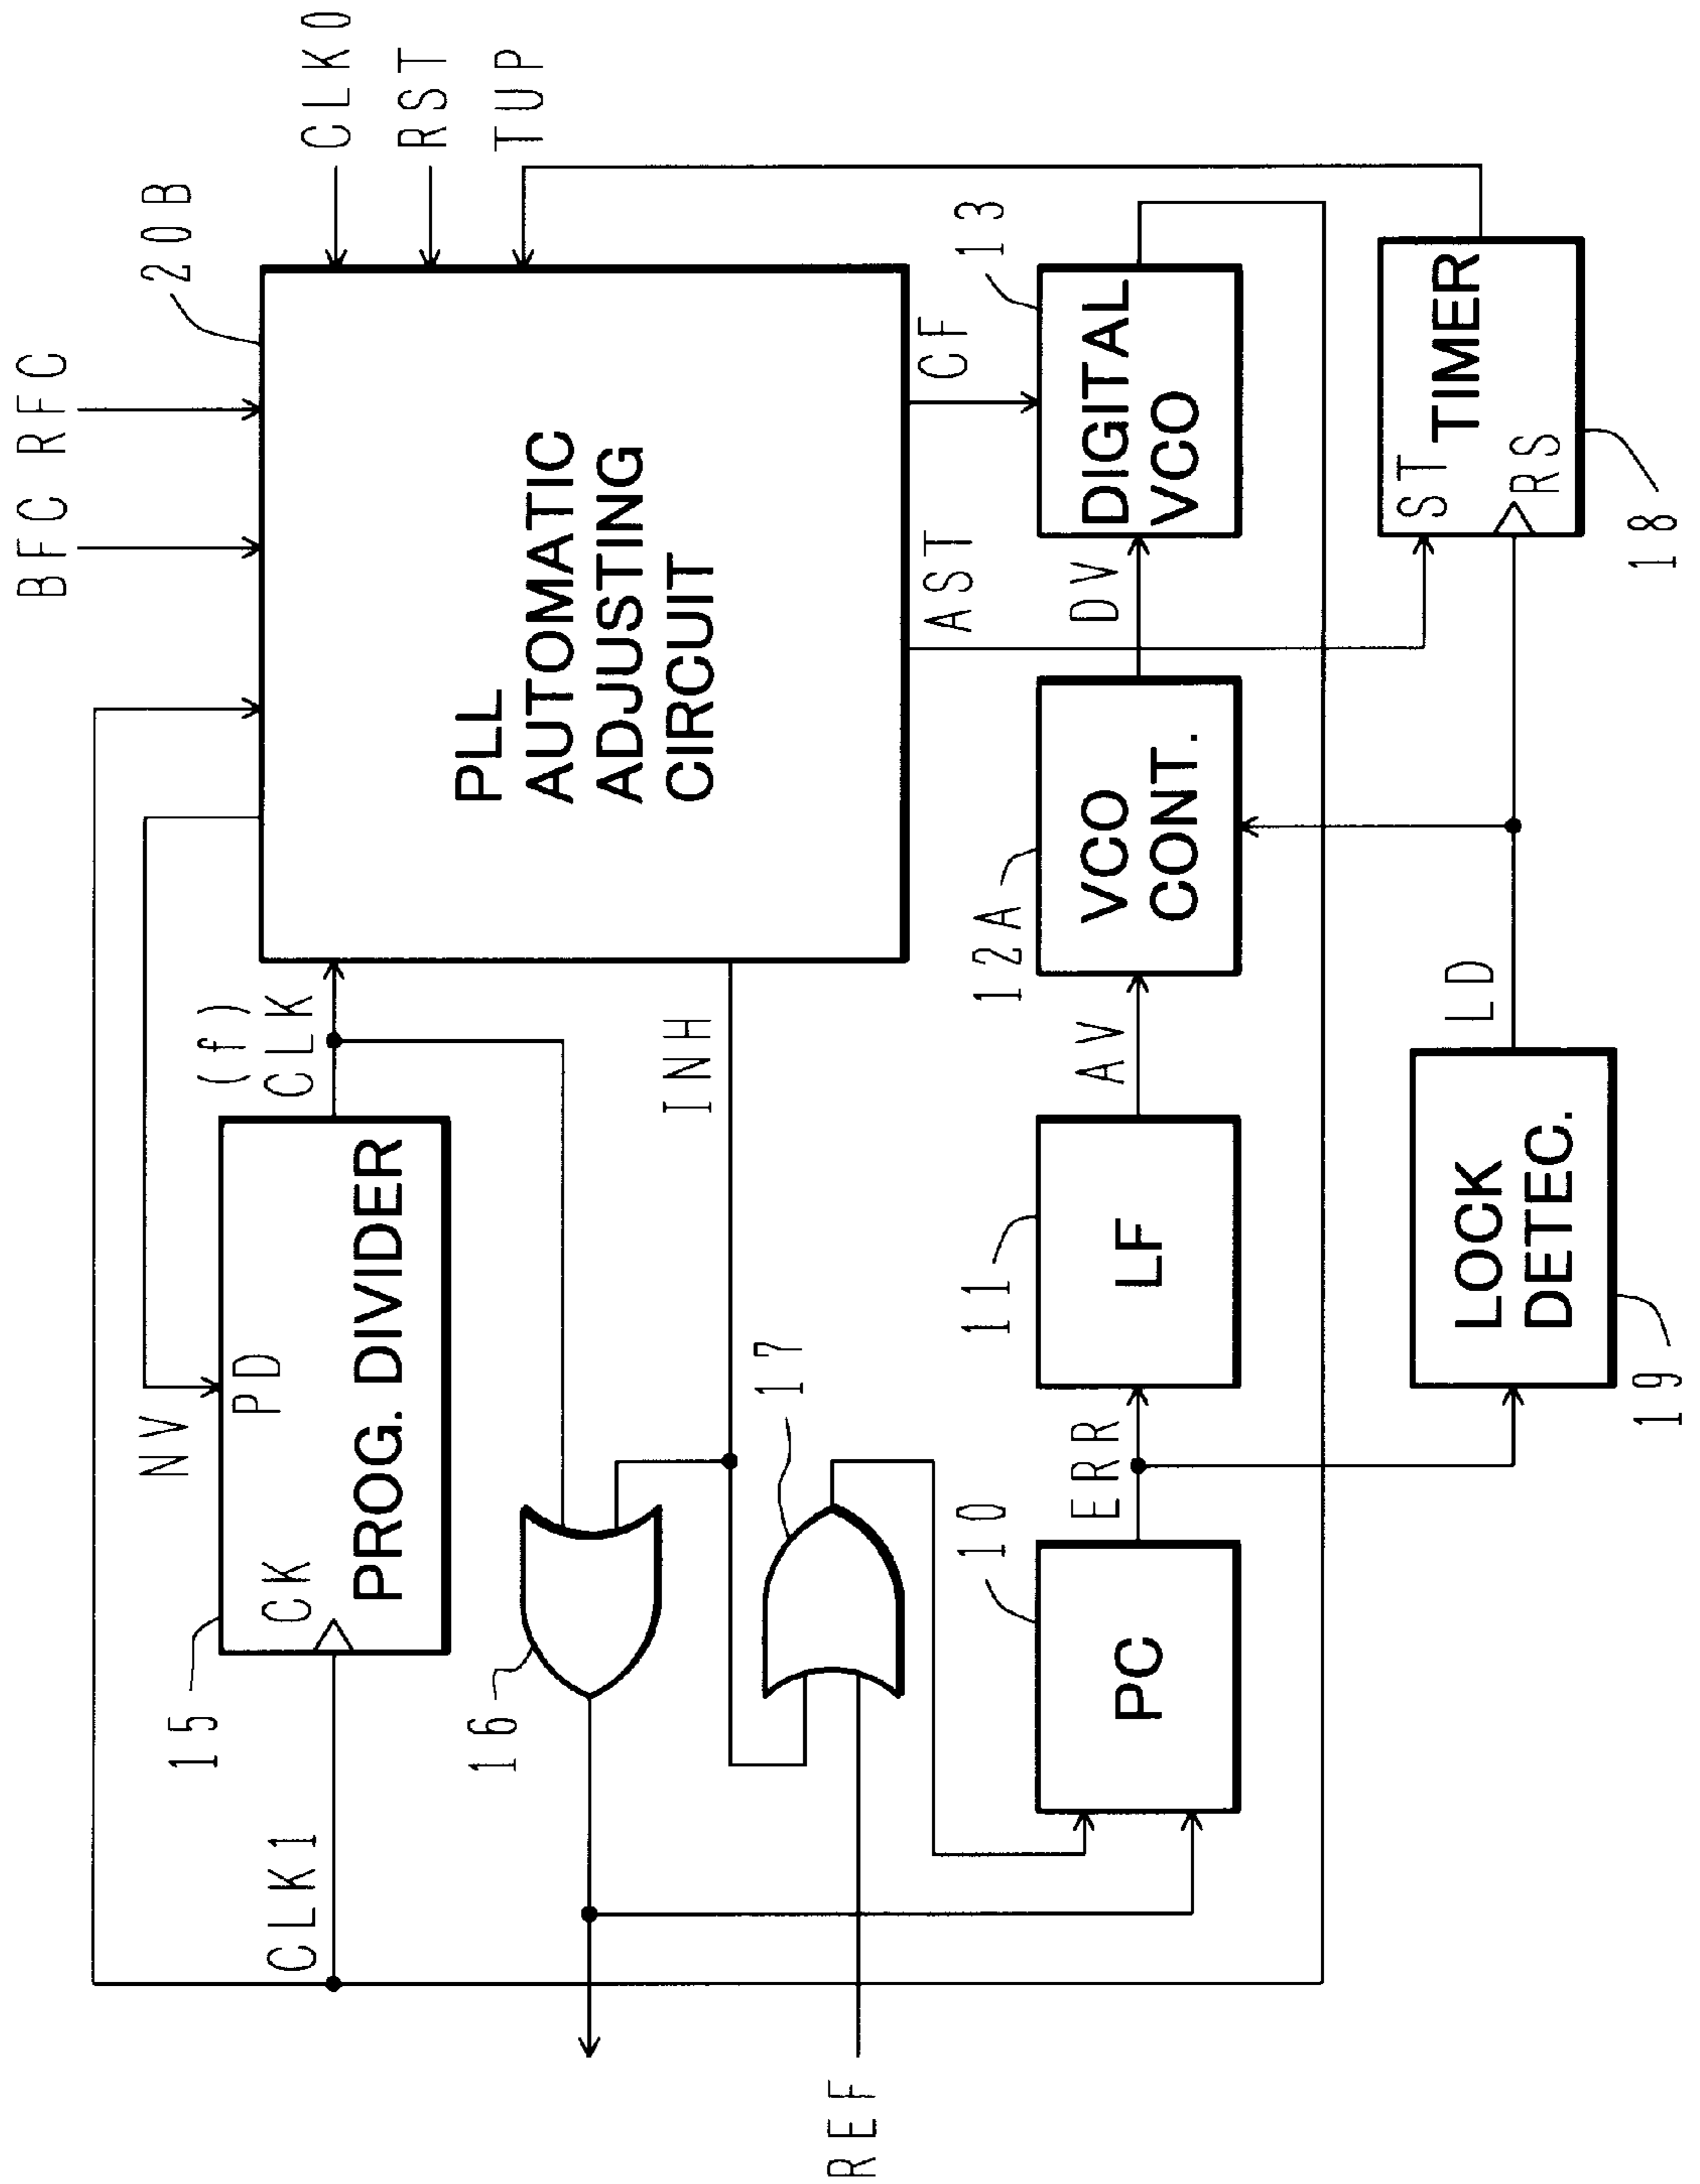 BFC RFC
CLK0
RST
TUP
20B
PLL
AUTOMATIC
ADJUSTING
CIRCUIT
NV
PD
CK
PROG. DIVIDER
15
(f)
CLK
CLK1
INH
16
17
CF
AST
13
DIGITAL
VCO
DV
12A
VCO
CONT.
AV
11
LF
ERR
10
PC
REF
ST
TIMER
RS
18
LD
LOCK
DETEC.
19